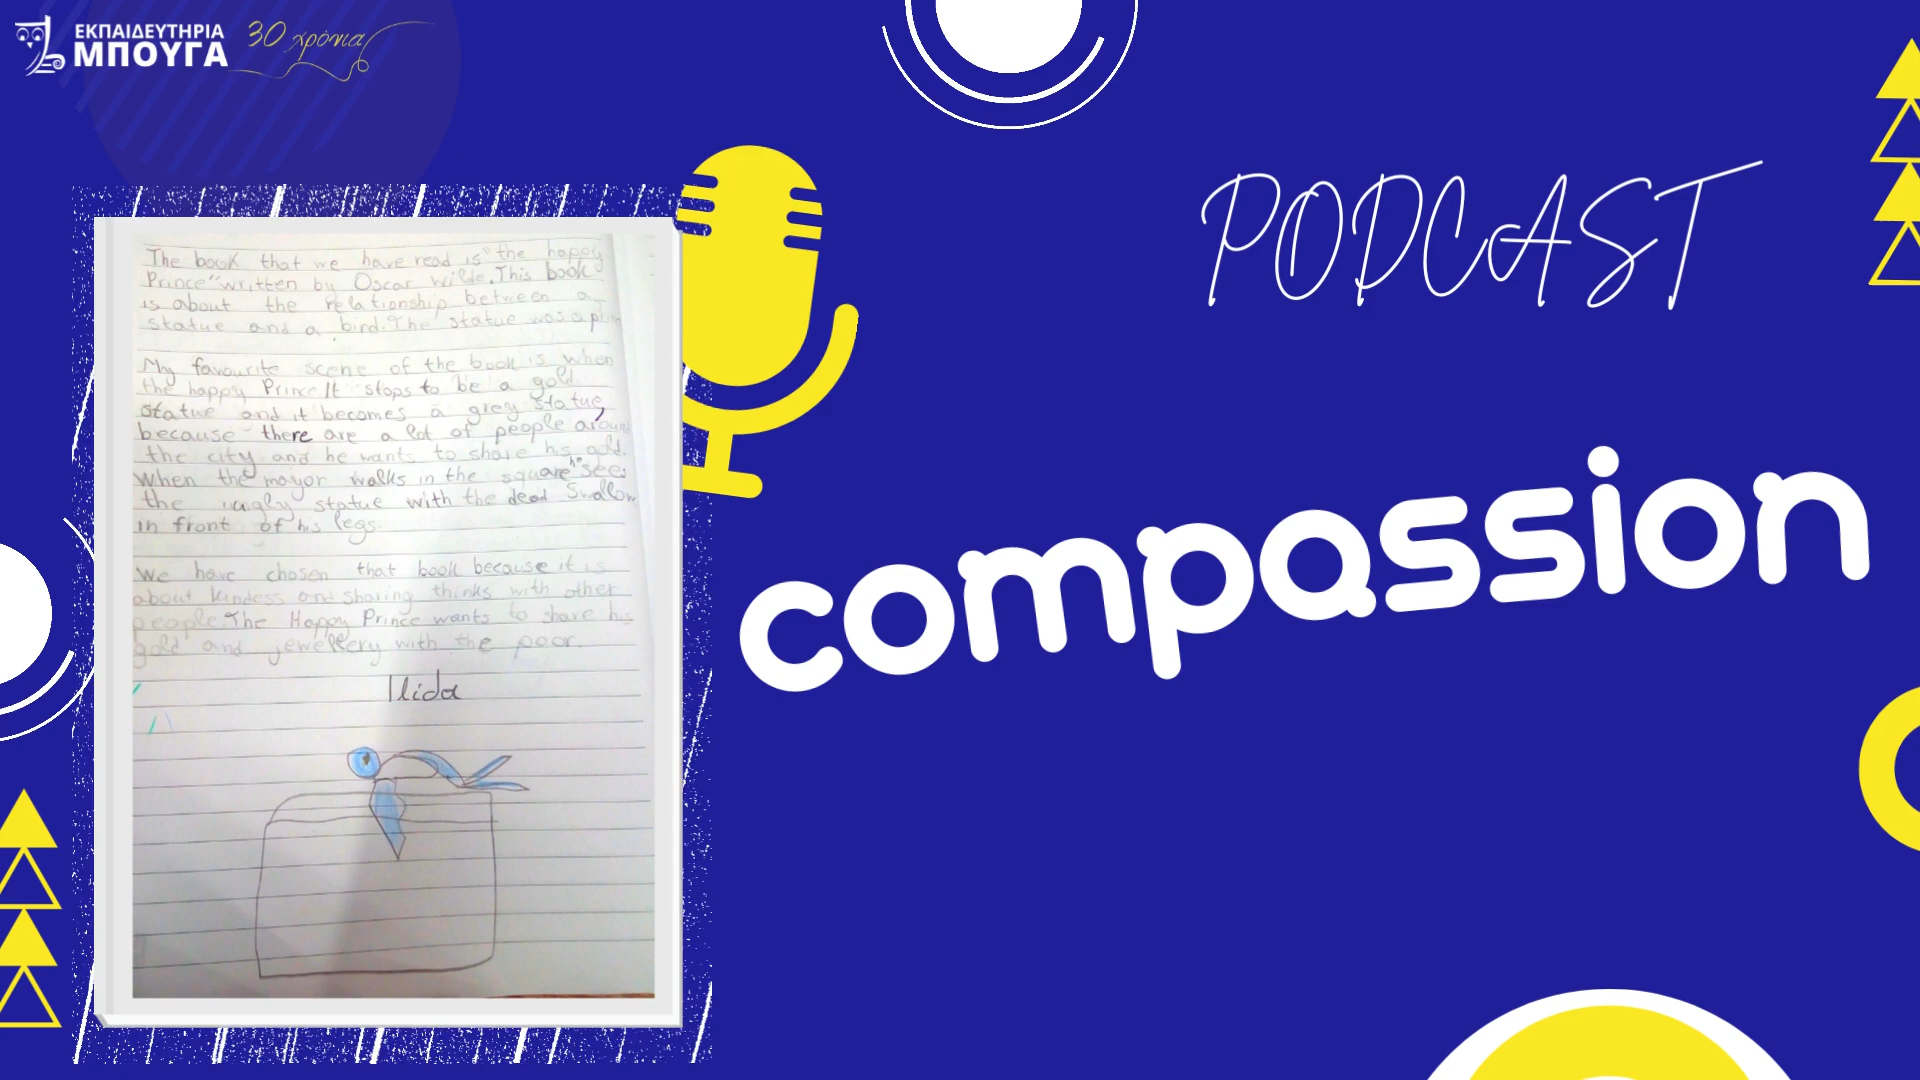 ΕΚΠΑΙΔΕΥΤΗΡΙΑ
ΜΠΟΥΓΑ
30 χρόνια
PODCAST
compassion
The book that we have read is "the happy
Prince" written by Oscar Wilde. This book
is about the relationship between a
statue and a bird. The statue was a
My favourite scene of the book is when
the happy Prince It stops to be a gold
statue and it becomes a grey statue,
because there are a lot of people around
the city and he wants to share his gold.
When the mayor walks in the square he sees
the uagly statue with the dead Swallow
in front of his legs.
We have chosen that book because it is
about kindess and sharing thinks with other
people. The Happy Prince wants to share his
gold and jewellery with the poor.
Ilida